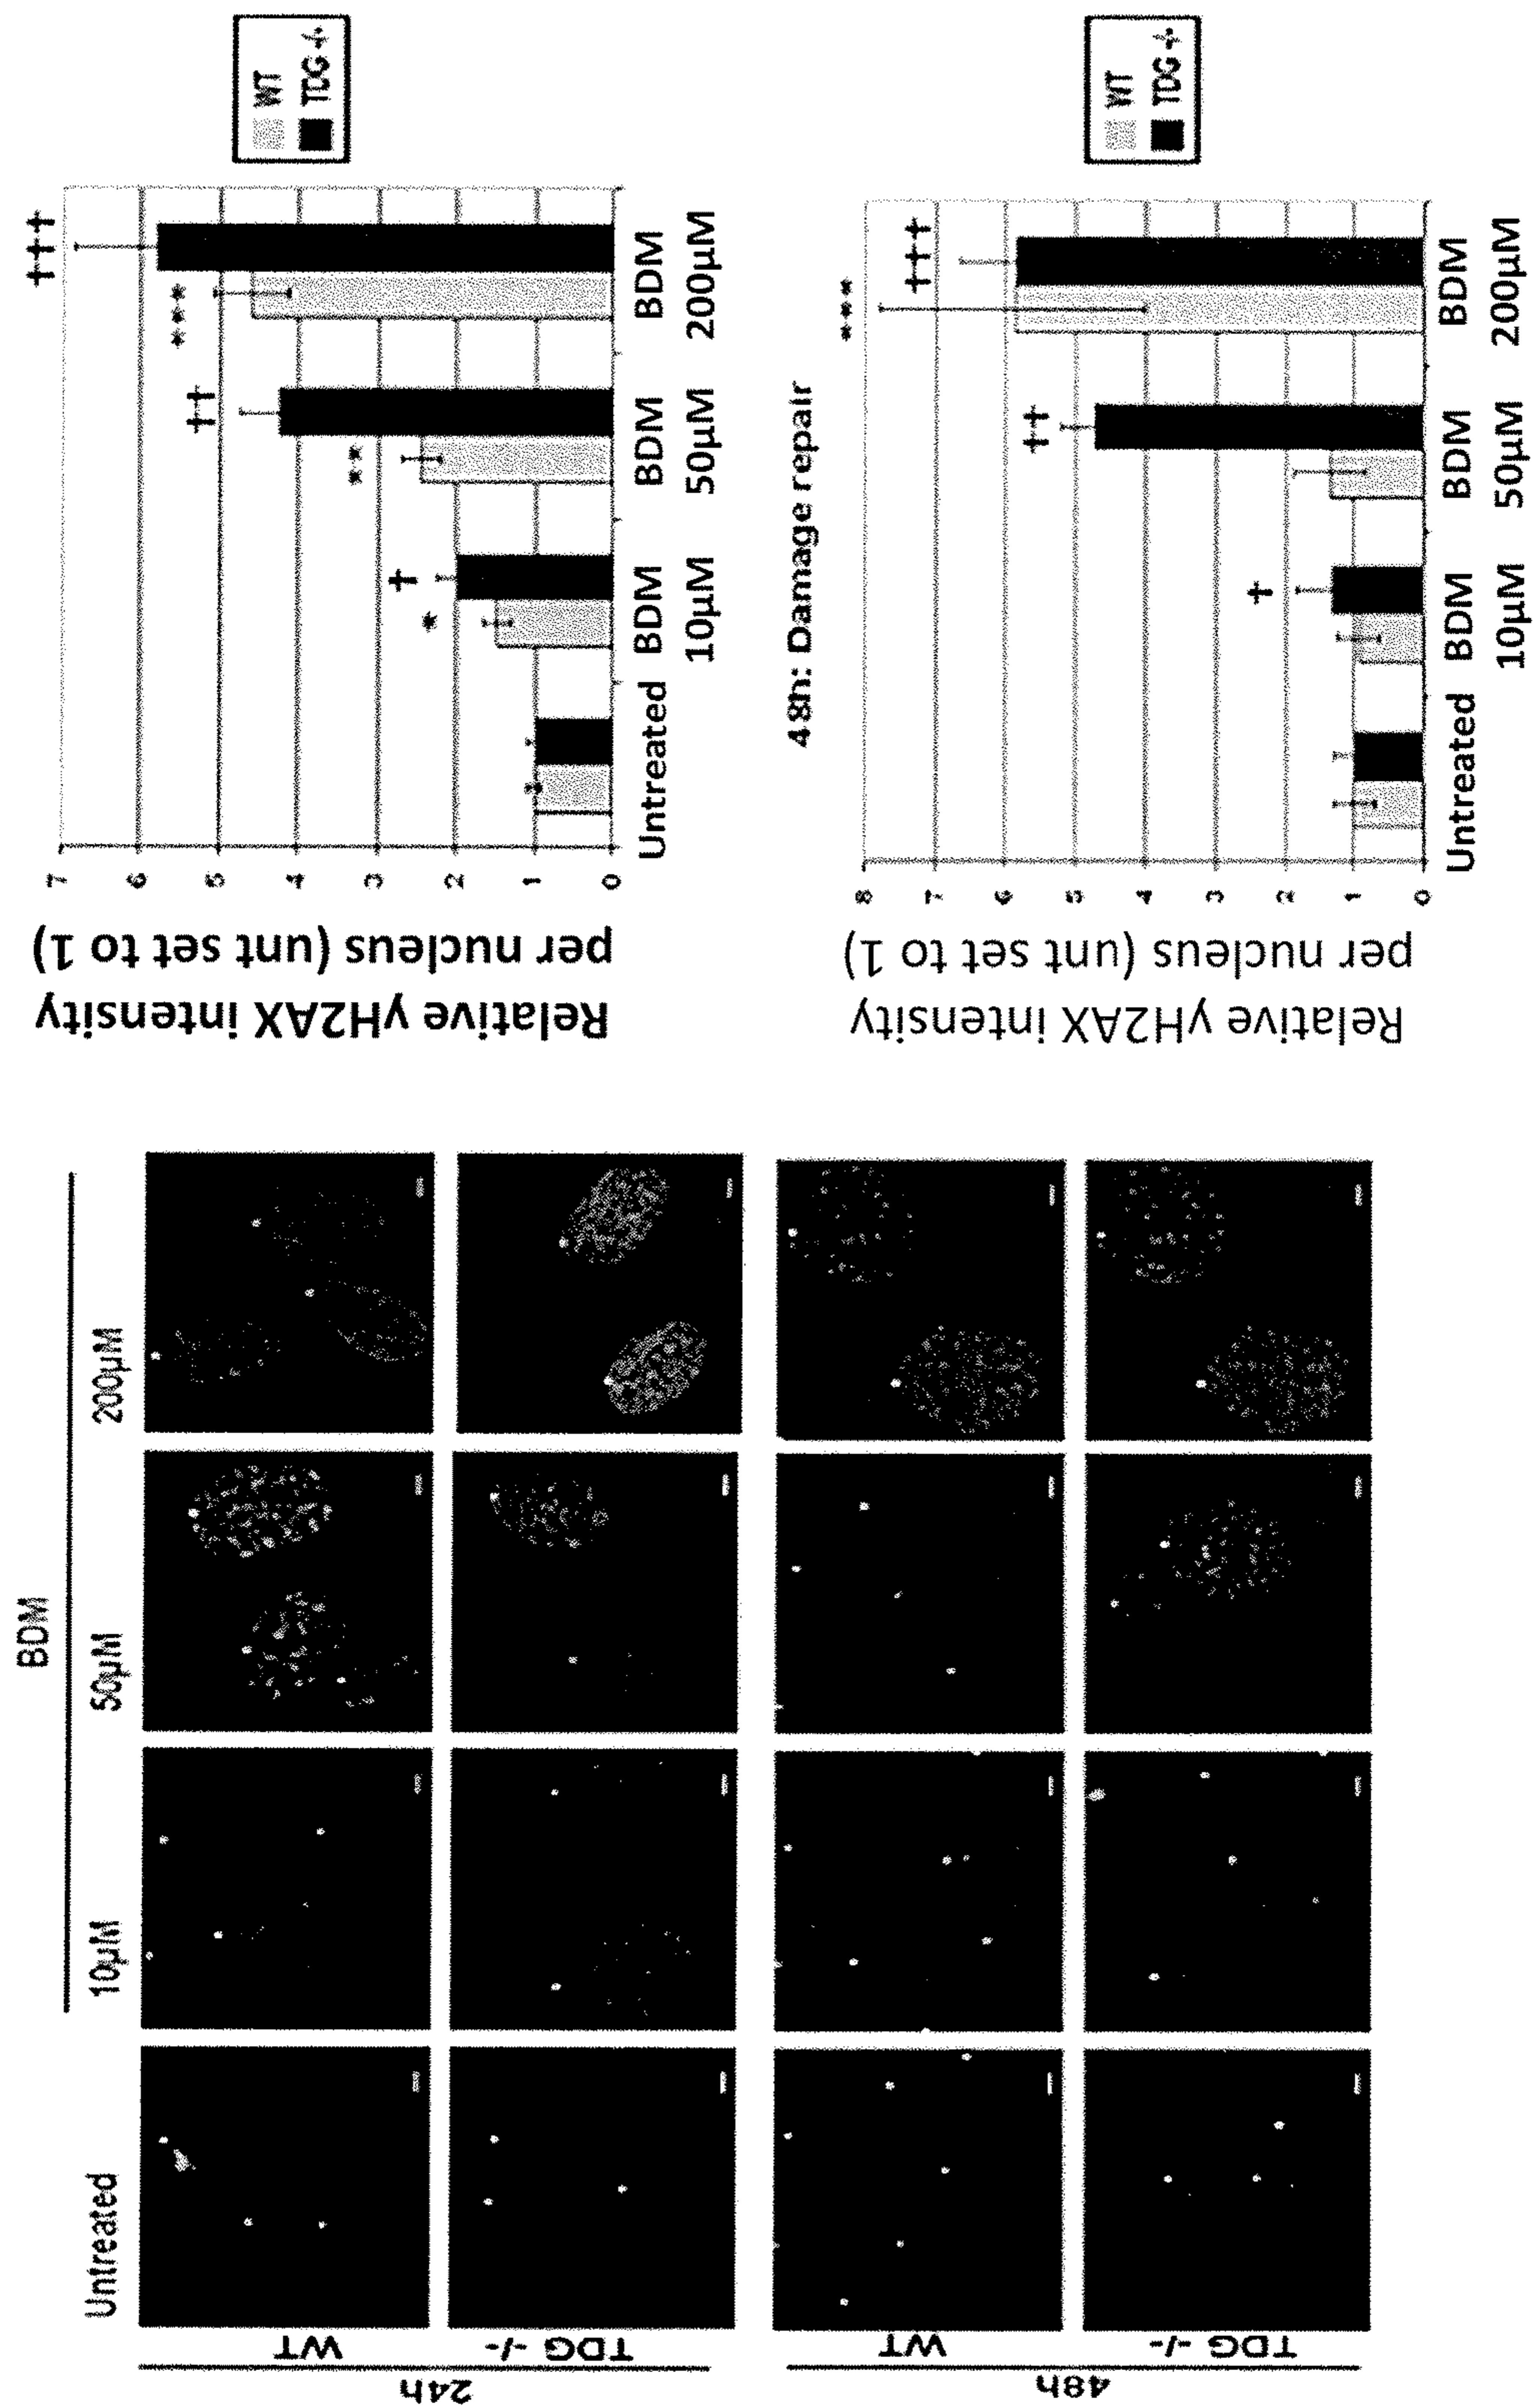 BDM
Untreated
10µM
50µM
200µM
24h
WT
TDG -/-
48h
WT
TDG -/-
Relative γH2AX intensity
per nucleus (unt set to 1)
7
6
5
4
3
2
1
0
*
†
**
††
***
†††
Untreated
BDM
10µM
BDM
50µM
BDM
200µM
WT
TDG -/-
48h: Damage repair
Relative γH2AX intensity
per nucleus (unt set to 1)
8
7
6
5
4
3
2
1
0
†
††
***
†††
Untreated
BDM
10µM
BDM
50µM
BDM
200µM
WT
TDG -/-